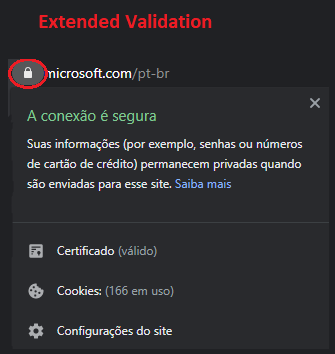 Extended Validation
microsoft.com/pt-br
A conexão é segura
Suas informações (por exemplo, senhas ou números
de cartão de crédito) permanecem privadas quando
são enviadas para esse site. Saiba mais
Certificado (válido)
Cookies: (166 em uso)
Configurações do site